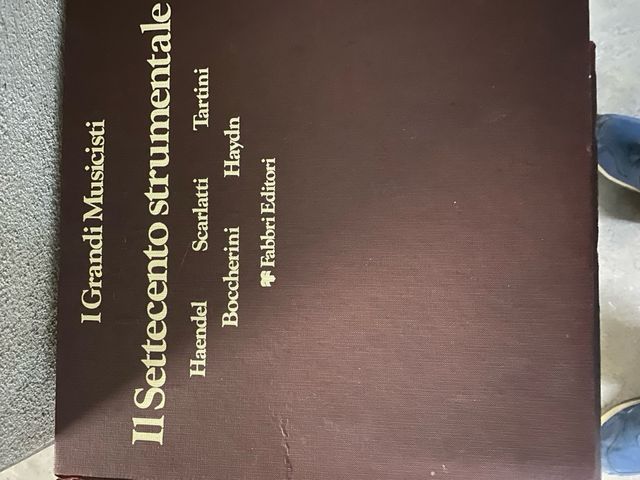 I Grandi Musicisti
Il Settecento strumentale
Haendel Scarlatti Tartini
Boccherini Haydn
Fabbri Editori